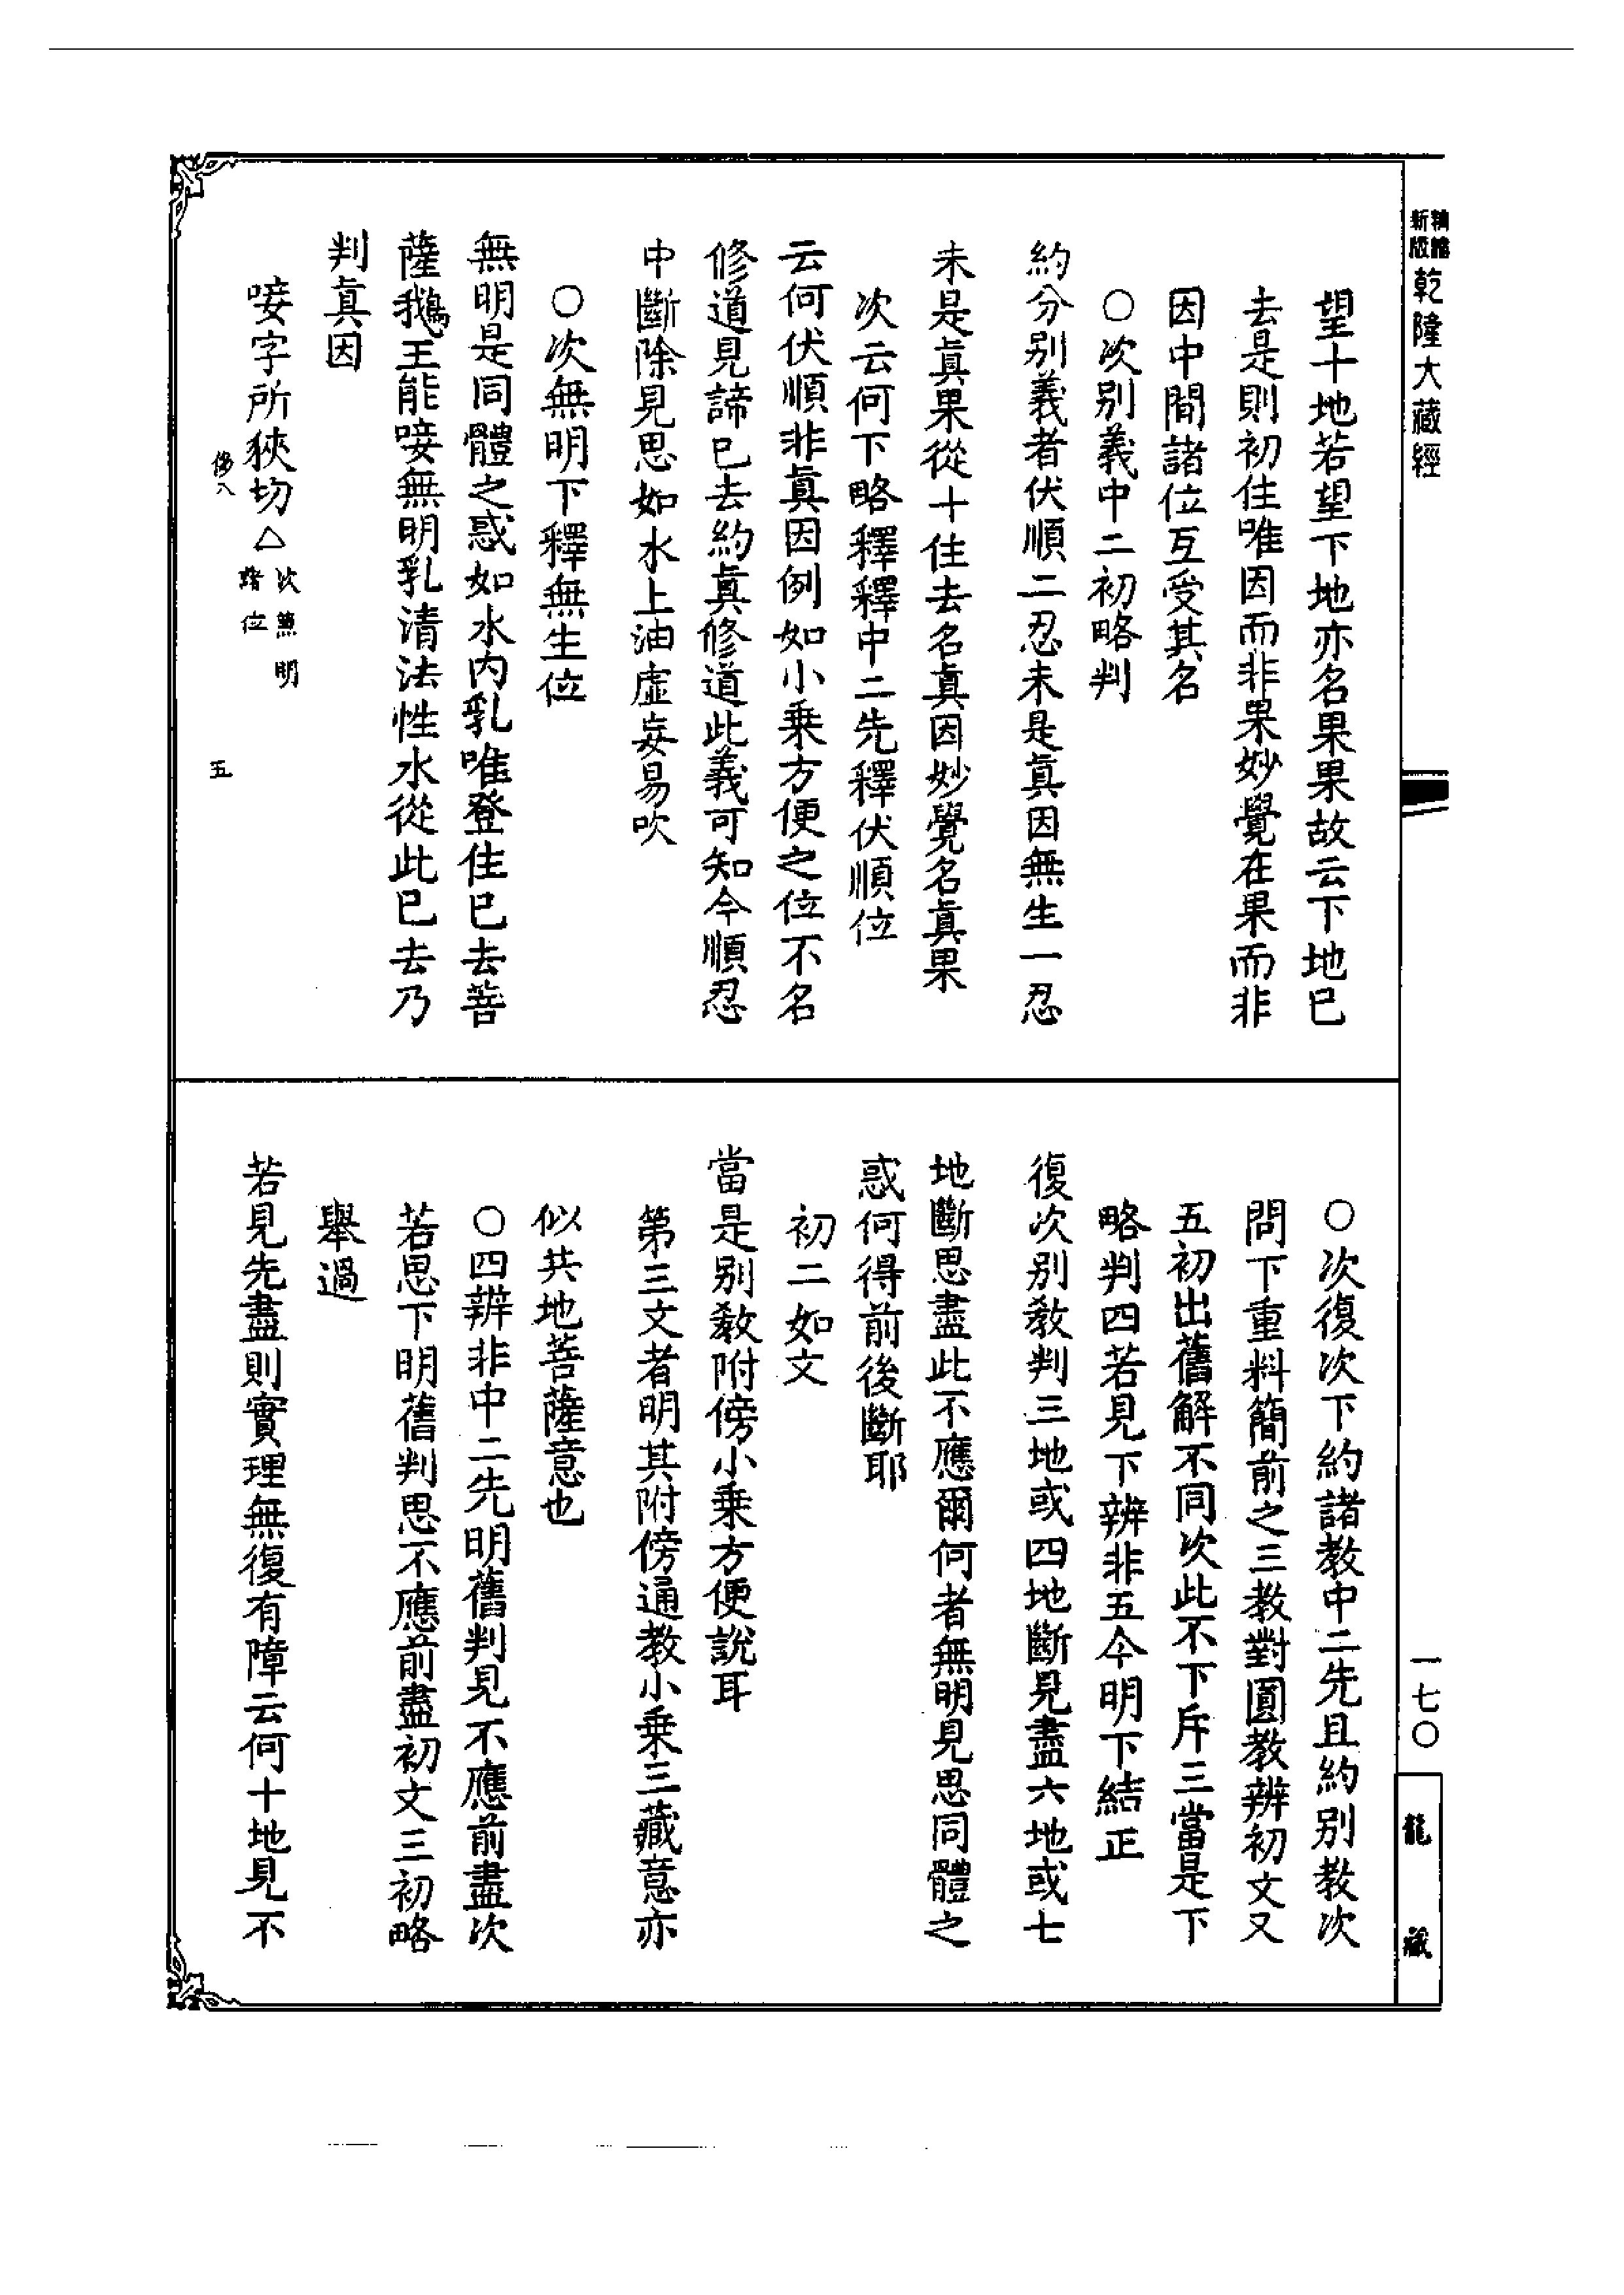 新版精縮乾隆大藏經
望十地若望下地亦名果果故云下地已
去是則初住唯因而非果妙覺在果而非
因中間諸位互受其名
○次別義中二初略判
約分別義者伏順二忍未是真因無生一忍
未是真果從十住去名真因妙覺名真果
次云何下略釋釋中二先釋伏順位
云何伏順非真因例如小乘方便之位不名
修道見諦已去約真修道此義可知今順忍
中斷除見思如水上油虛妄易吹
○次無明下釋無生位
無明是同體之惑如水內乳唯登住已去菩
薩鵝王能唼無明乳清法性水從此已去乃
判真因
唼字所狹切△次無明諸位
五
○次復次下約諸教中二先且約別教次
問下重料簡前之三教對圓教辨初文又
五初出舊解不同次此不下斥三當是下
略判四若見下辨非五今明下結正
復次別教判三地或四地斷見盡六地或七
地斷思盡此不應爾何者無明見思同體之
惑何得前後斷耶
初二如文
當是別教附傍小乘方便說耳
第三文者明其附傍通教小乘三藏意亦
似共地菩薩意也
○四辨非中二先明舊判見不應前盡次
若思下明舊判思不應前盡初文三初略
舉過
若見先盡則實理無復有障云何十地見不
一七〇
龍藏